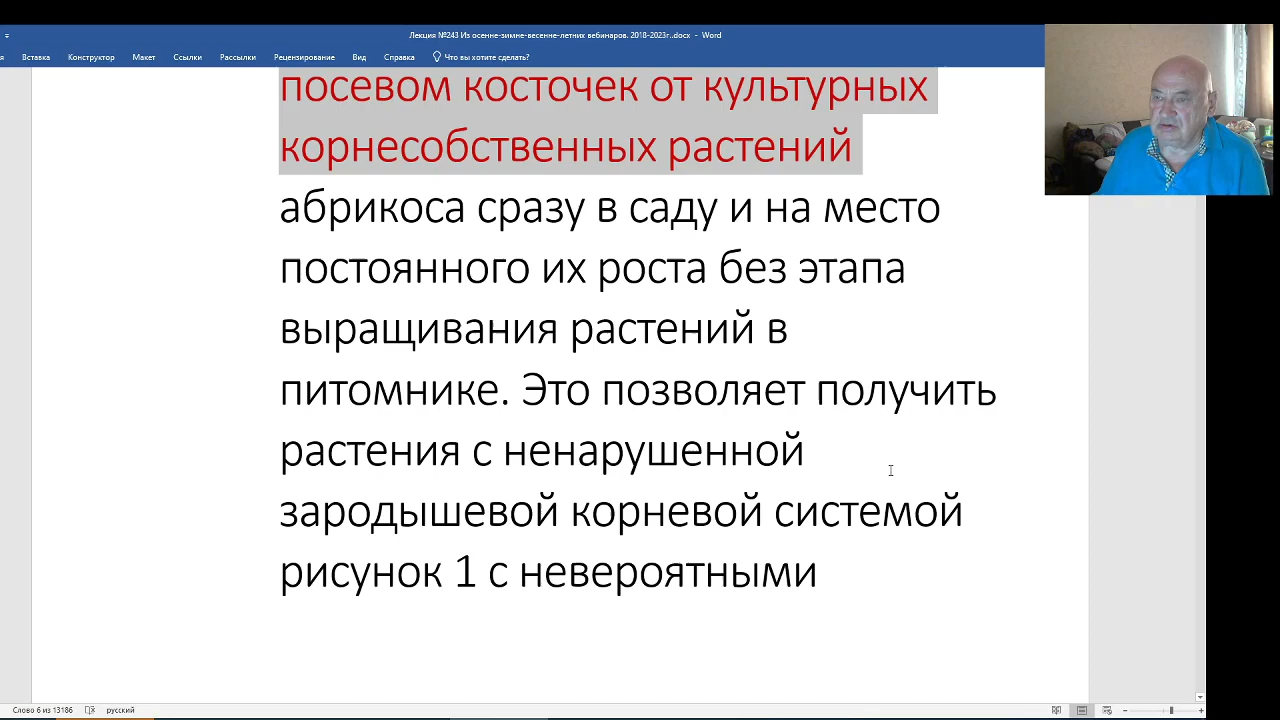 Лекция №243 Из осенне-зимне-весенне-летних вебинаров. 2018-2023г..docx - Word
Вставка Конструктор Макет Ссылки Рассылки Рецензирование Вид Справка Что вы хотите сделать?
посевом косточек от культурных
корнесобственных растений
абрикоса сразу в саду и на место
постоянного их роста без этапа
выращивания растений в
питомнике. Это позволяет получить
растения с ненарушенной
зародышевой корневой системой
рисунок 1 с невероятными
Слово 6 из 13186 русский